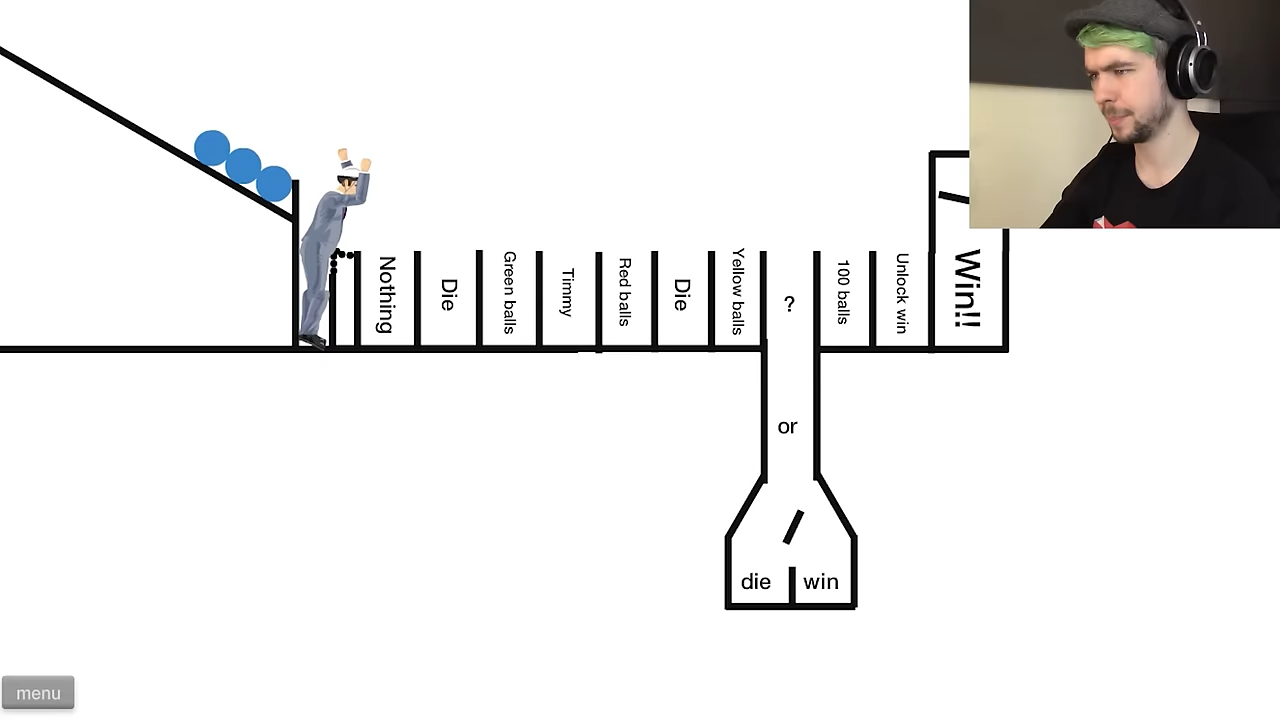 Nothing
Die
Green balls
Timmy
Red balls
Die
Yellow balls
?
100 balls
Unlock win
Win!!
or
die
win
menu